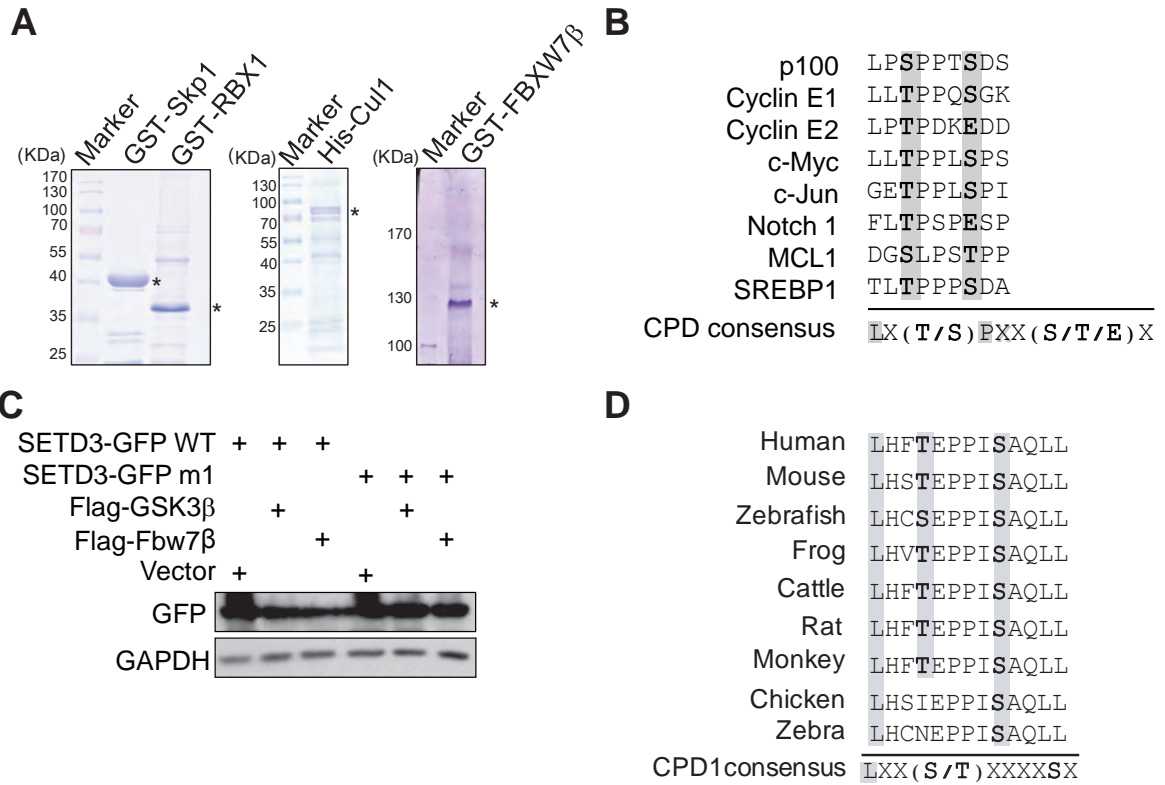 A
Marker
GST-Skp1
GST-RBX1
(KDa)
170
130
100
70
55
40
35
25
*
*
Marker
His-Cul1
(KDa)
130
100
70
55
40
35
25
*
Marker
GST-FBXW7β
(KDa)
170
130
100
*
B
p100 LPSPPTSDS
Cyclin E1 LLTPPQSGK
Cyclin E2 LPTPDKEDD
c-Myc LLTPPLSPS
c-Jun GETPPLSPI
Notch 1 FLTPSPESP
MCL1 DGSLPSTPP
SREBP1 TLTPPPSDA
CPD consensus LX(T/S)PXX(S/T/E)X
C
SETD3-GFP WT + + +
SETD3-GFP m1 + + +
Flag-GSK3β + +
Flag-Fbw7β + +
Vector + +
GFP
GAPDH
D
Human LHFTEPPISAQLL
Mouse LHSTEPPISAQLL
Zebrafish LHCSEPPISAQLL
Frog LHVTEPPISAQLL
Cattle LHFTEPPISAQLL
Rat LHFTEPPISAQLL
Monkey LHFTEPPISAQLL
Chicken LHSIEPPISAQLL
Zebra LHCNEPPISAQLL
CPD1consensus LXX(S/T)XXXXSX